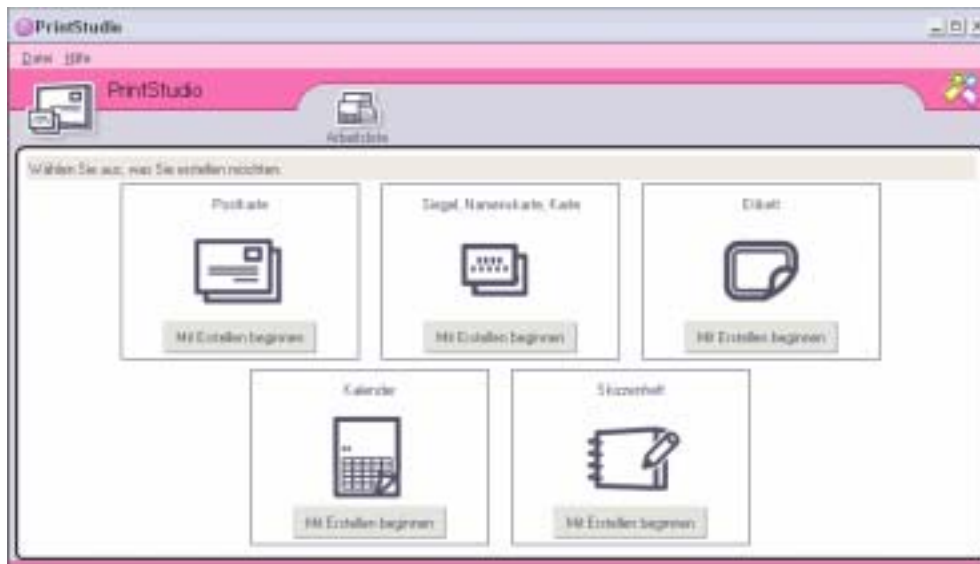 PrintStudio
Datei Hilfe
PrintStudio
Arbeitsliste
Wählen Sie aus, was Sie erstellen möchten.
Postkarte
Siegel, Namenskarte, Karte
Etikett
Mit Erstellen beginnen
Mit Erstellen beginnen
Mit Erstellen beginnen
Kalender
Skizzenheft
Mit Erstellen beginnen
Mit Erstellen beginnen